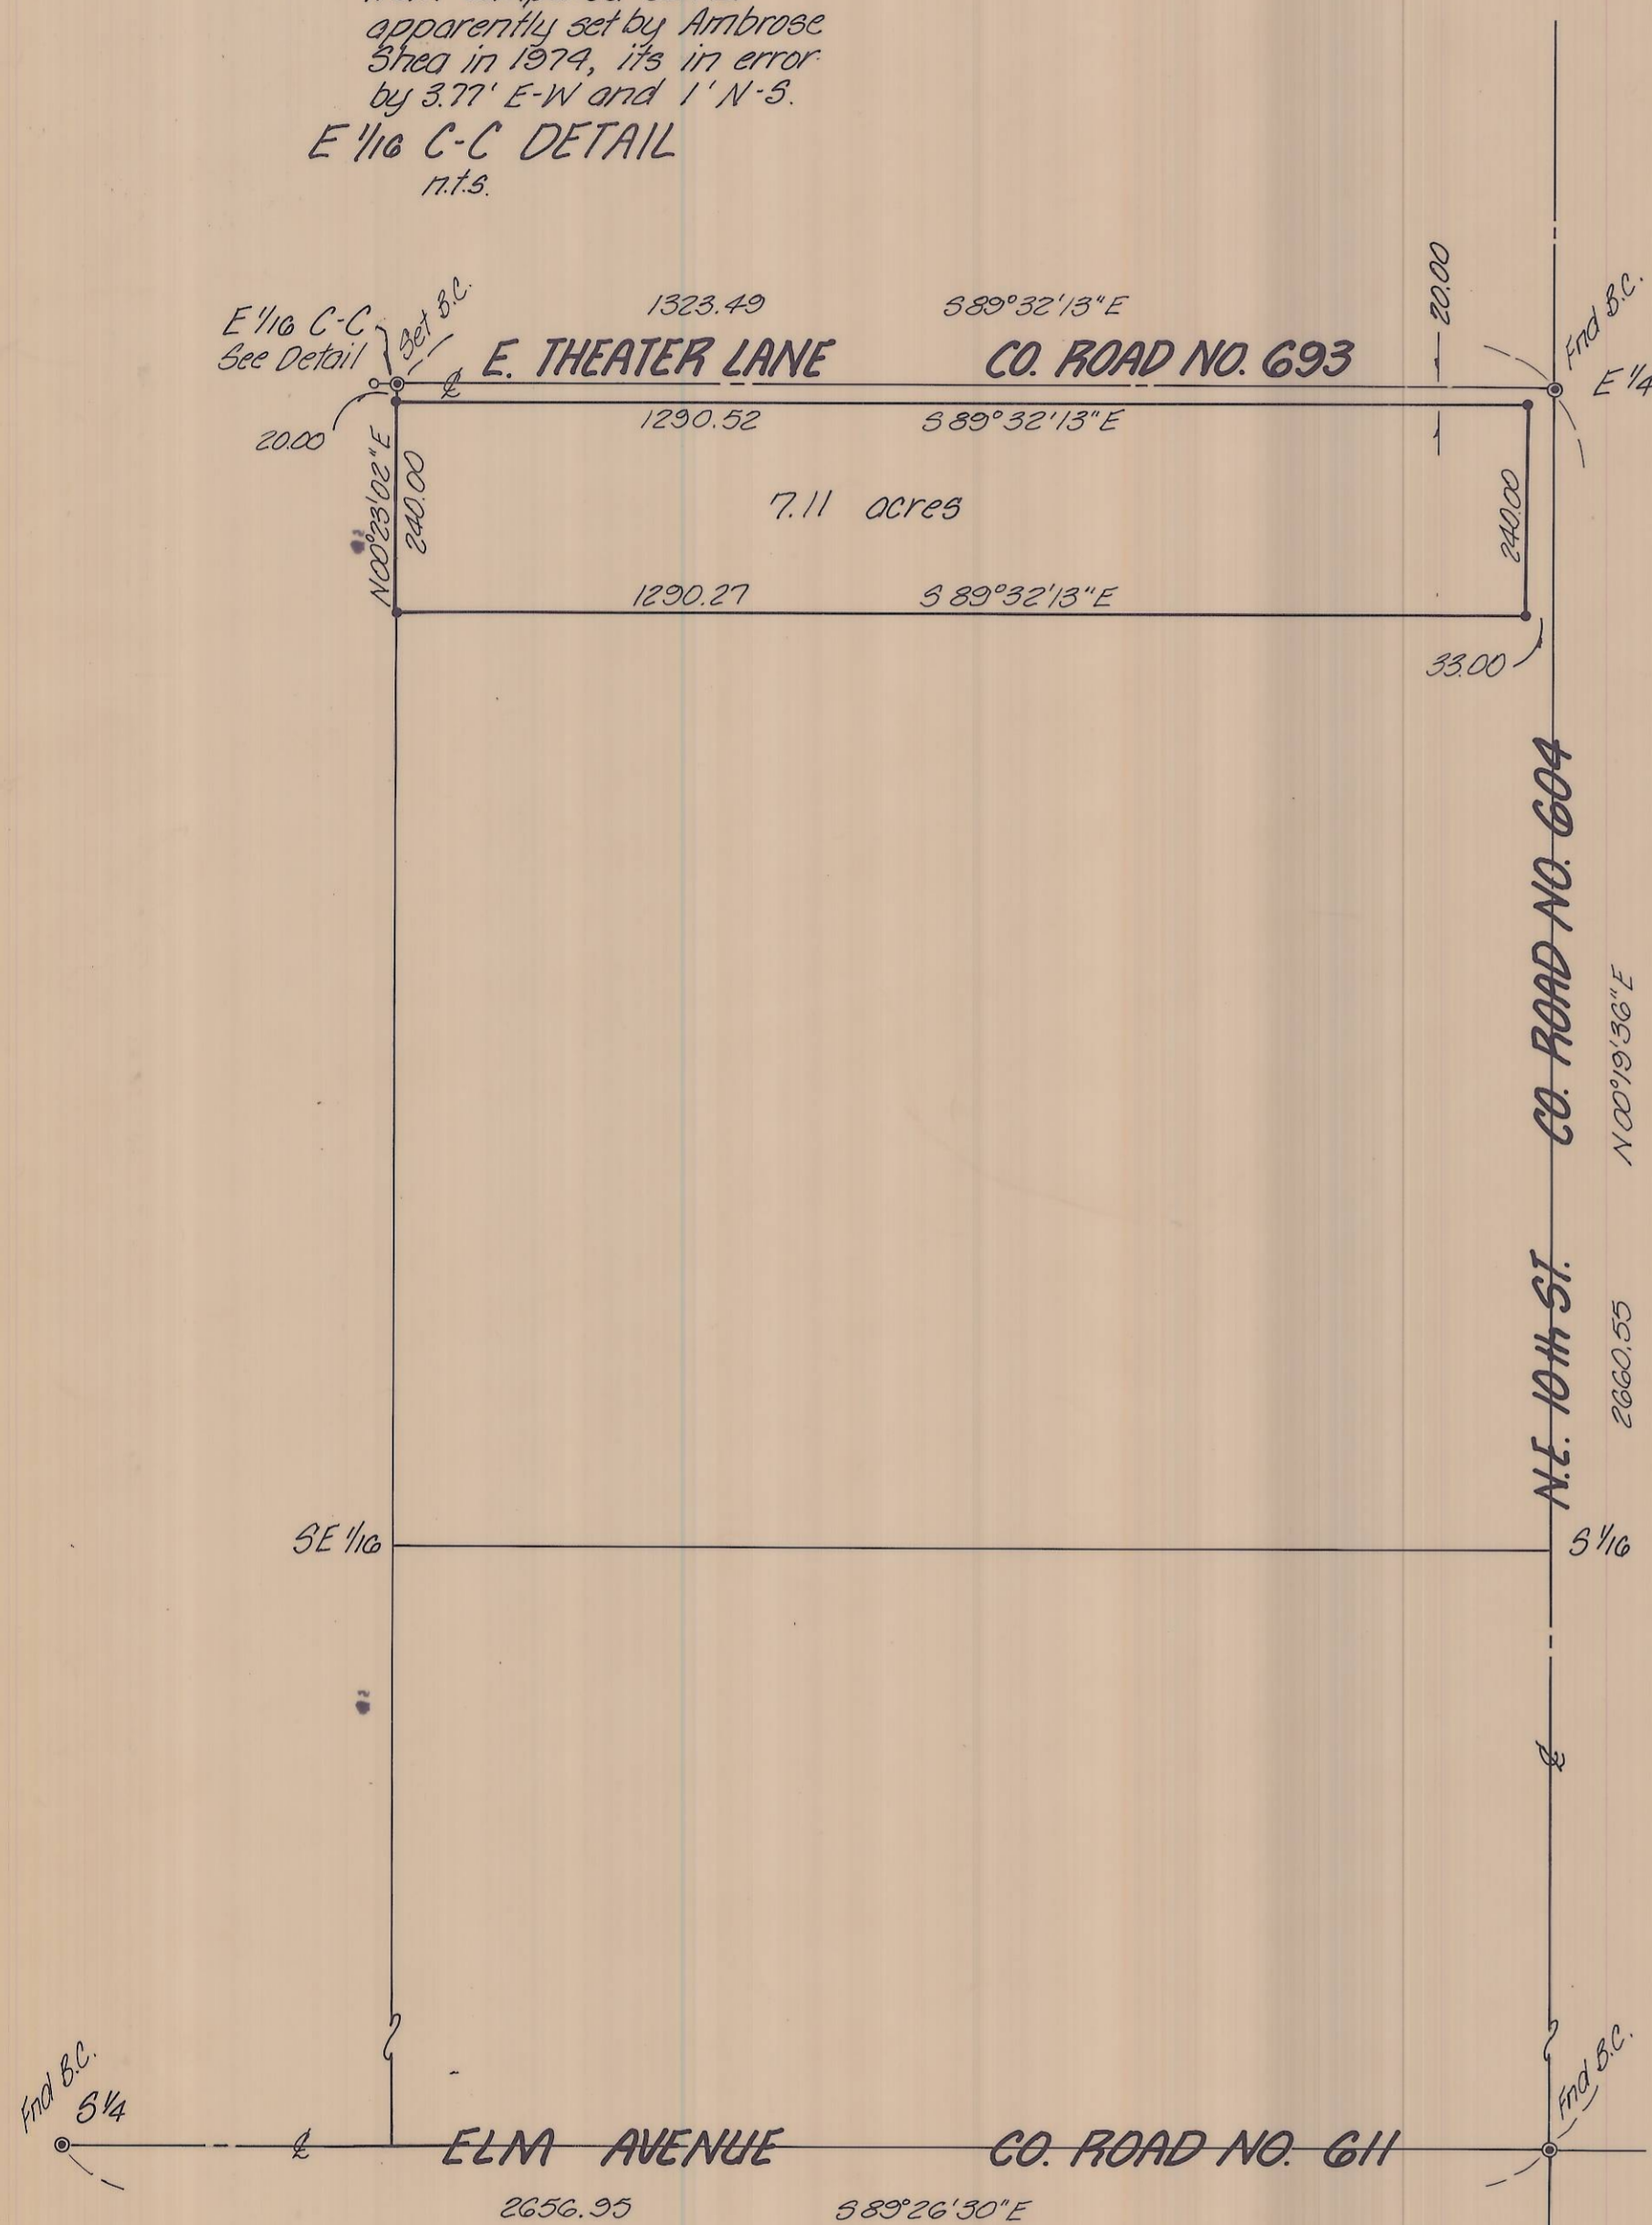 apparently set by Ambrose
Shea in 1974, its in error
by 3.77' E-W and 1' N-S.
E 1/16 C-C DETAIL
n.t.s.
E 1/16 C-C
See Detail
Set B.C.
1323.49 S89°32'13"E
20.00
Fnd B.C.
E 1/4
℄ E. THEATER LANE CO. ROAD NO. 693
20.00
1290.52 S89°32'13"E
N00°23'02"E
240.00
7.11 acres
240.00
1290.27 S89°32'13"E
33.00
N.E. 10th ST. CO. ROAD NO. 604
2660.55 N00°19'36"E
SE 1/16
S 1/16
℄
Fnd B.C.
S 1/4
Fnd B.C.
℄ ELM AVENUE CO. ROAD NO. 611
2656.95 S89°26'30"E